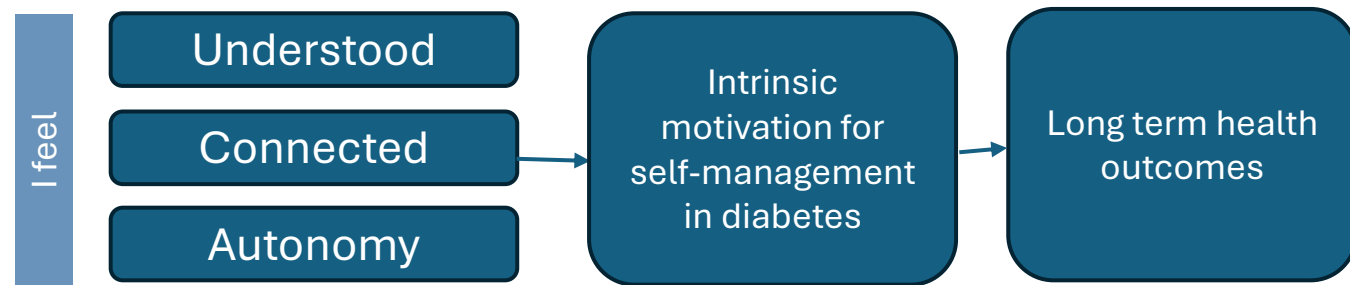 I feel
Understood
Connected
Autonomy
Intrinsic
motivation for
self-management
in diabetes
Long term health
outcomes